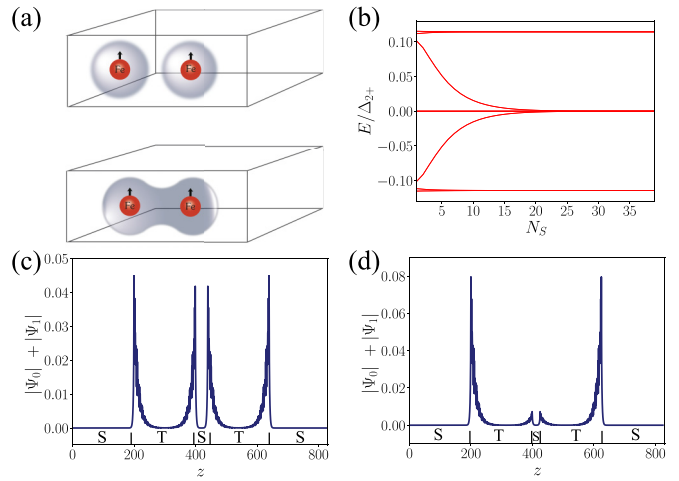 (a)
Fe Fe
Fe Fe
(b)
E/Δ₂₊
0.10
0.05
0.00
−0.05
−0.10
5 10 15 20 25 30 35
N_S
(c)
|Ψ₀| + |Ψ₁|
0.05
0.04
0.03
0.02
0.01
0.00
S T S T S
0 200 400 600 800
z
(d)
|Ψ₀| + |Ψ₁|
0.08
0.06
0.04
0.02
0.00
S T S T S
0 200 400 600 800
z